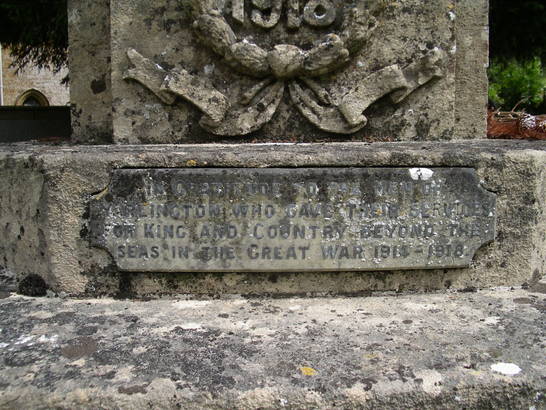 1918
IN GRATITUDE TO THE MEN OF
YARLINGTON WHO GAVE THEIR SERVICES
FOR KING AND COUNTRY BEYOND THE
SEAS IN THE GREAT WAR 1914-1918.